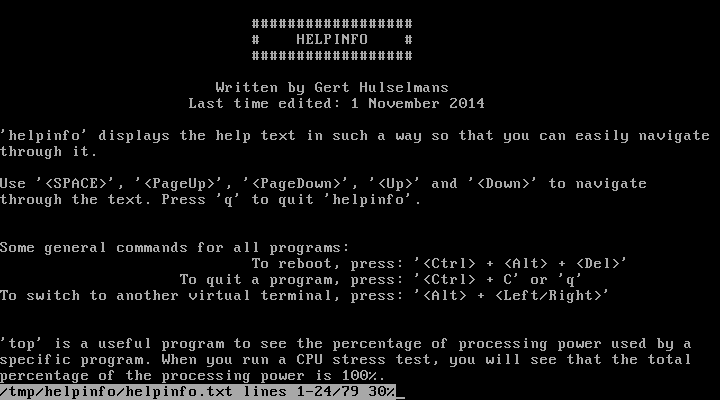 ##################
# HELPINFO #
##################
Written by Gert Hulselmans
Last time edited: 1 November 2014
'helpinfo' displays the help text in such a way so that you can easily navigate
through it.
Use '<SPACE>', '<PageUp>', '<PageDown>', '<Up>' and '<Down>' to navigate
through the text. Press 'q' to quit 'helpinfo'.
Some general commands for all programs:
To reboot, press: '<Ctrl> + <Alt> + <Del>'
To quit a program, press: '<Ctrl> + C' or 'q'
To switch to another virtual terminal, press: '<Alt> + <Left/Right>'
'top' is a useful program to see the percentage of processing power used by a
specific program. When you run a CPU stress test, you will see that the total
percentage of the processing power is 100%.
/tmp/helpinfo/helpinfo.txt lines 1-24/79 30%